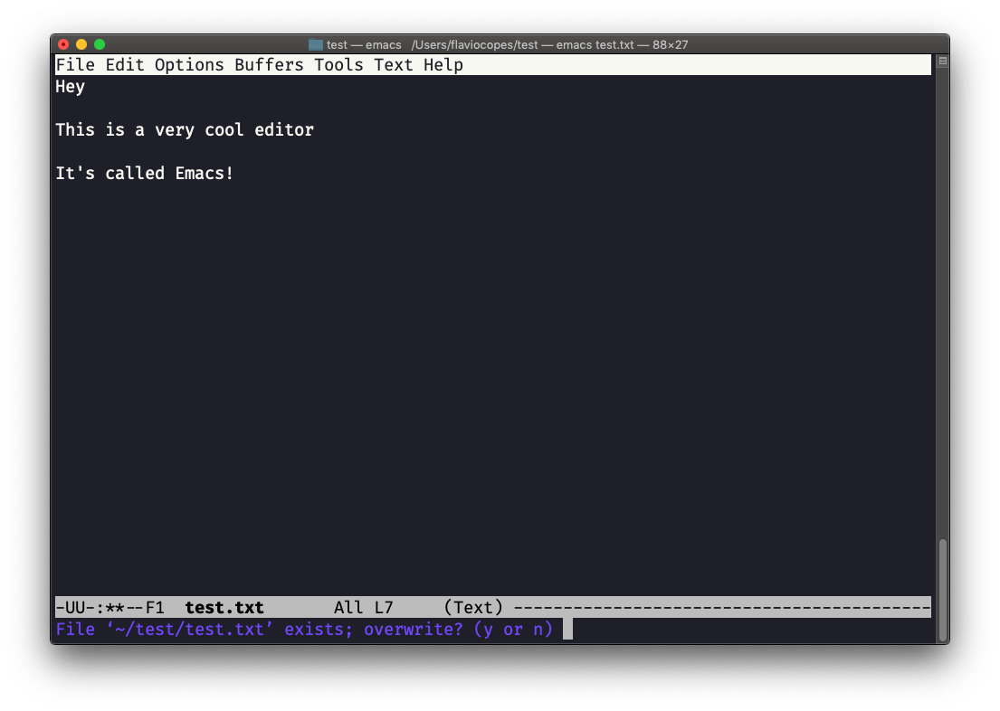 test — emacs /Users/flaviocopes/test — emacs test.txt — 88×27
File Edit Options Buffers Tools Text Help
Hey
This is a very cool editor
It's called Emacs!
-UU-:**--F1  test.txt       All L7     (Text) ------------------------------------------
File ‘~/test/test.txt’ exists; overwrite? (y or n)